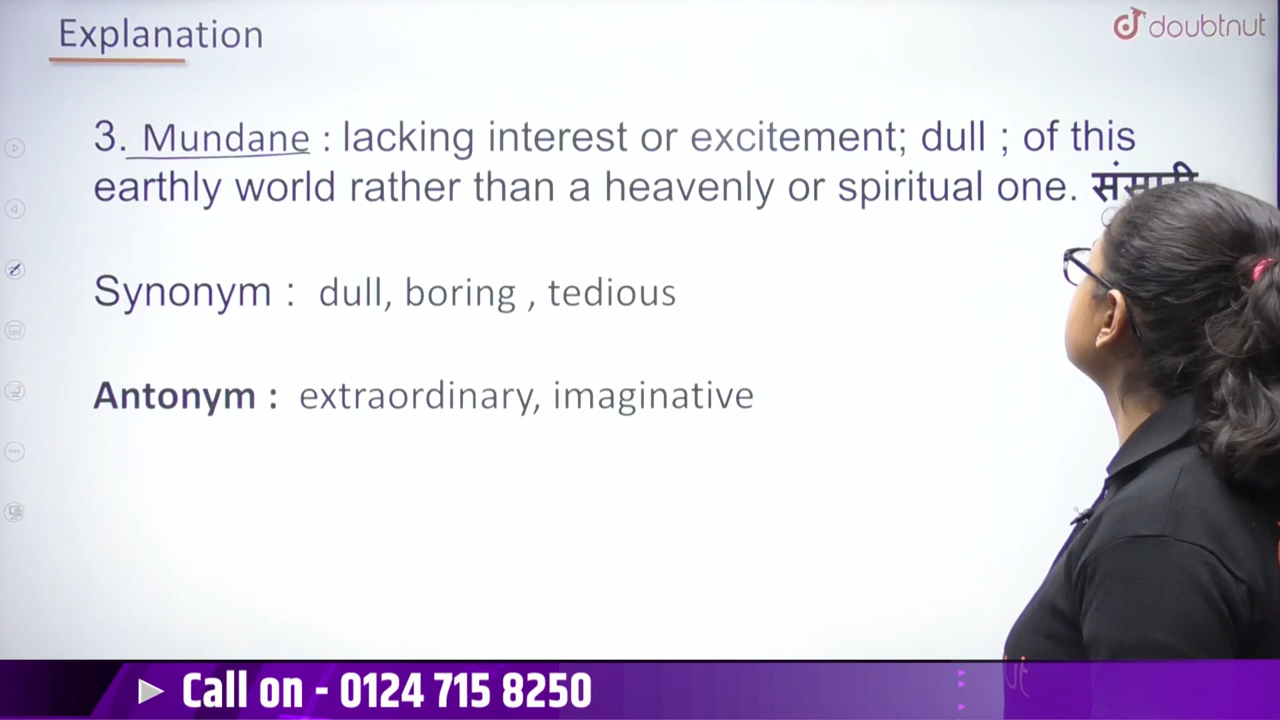 Explanation
doubtnut
3. Mundane : lacking interest or excitement; dull ; of this
earthly world rather than a heavenly or spiritual one.
Synonym : dull, boring , tedious
Antonym : extraordinary, imaginative
Call on - 0124 715 8250